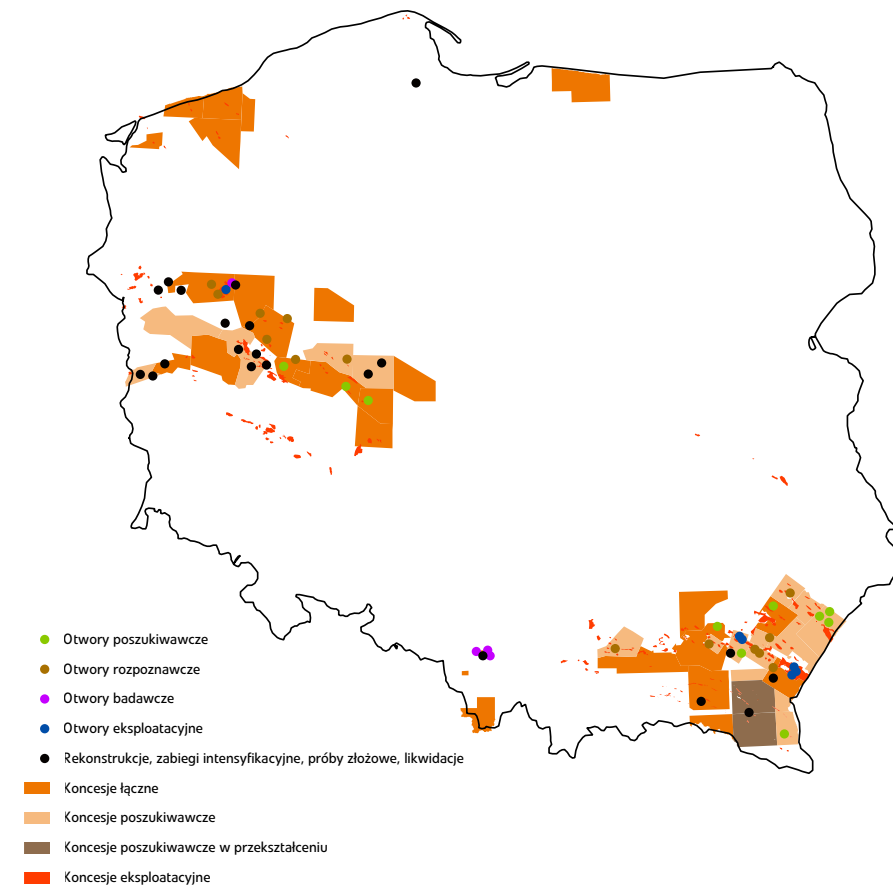 Otwory poszukiwawcze
Otwory rozpoznawcze
Otwory badawcze
Otwory eksploatacyjne
Rekonstrukcje, zabiegi intensyfikacyjne, próby złożowe, likwidacje
Koncesje łączne
Koncesje poszukiwawcze
Koncesje poszukiwawcze w przekształceniu
Koncesje eksploatacyjne